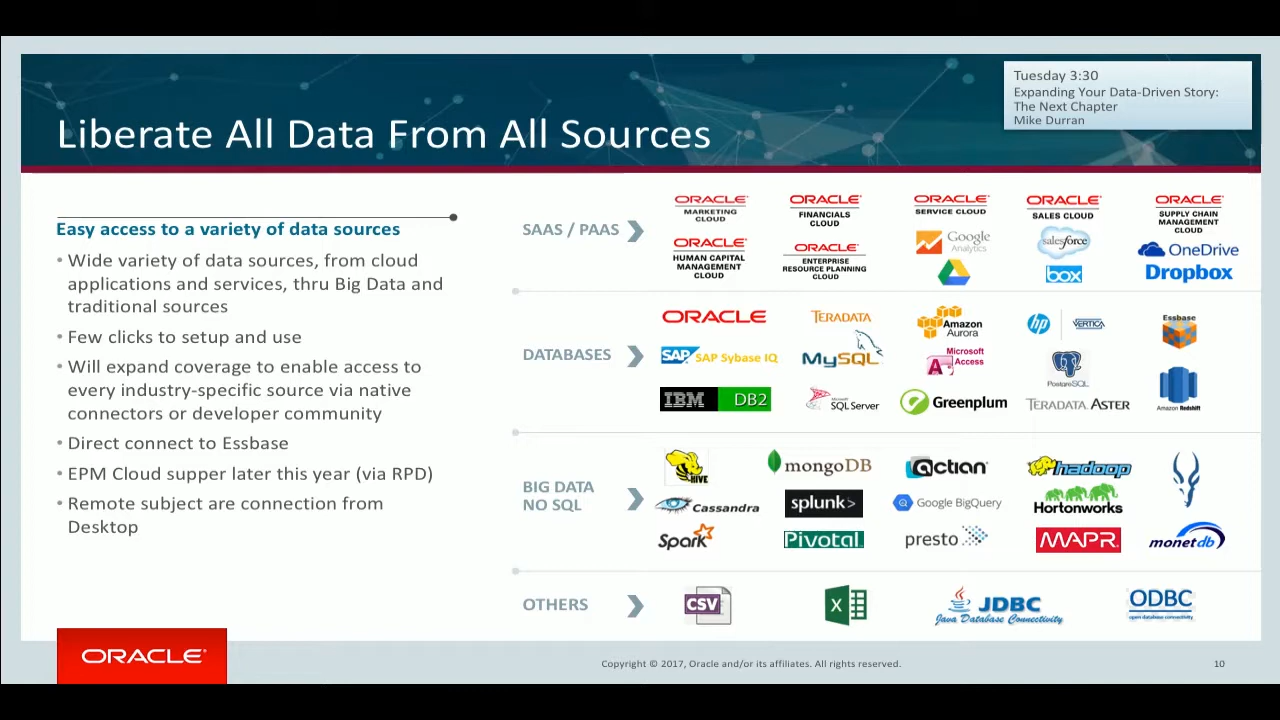 Tuesday 3:30
Expanding Your Data-Driven Story:
The Next Chapter
Mike Durran
Liberate All Data From All Sources
Easy access to a variety of data sources
• Wide variety of data sources, from cloud
applications and services, thru Big Data and
traditional sources
• Few clicks to setup and use
• Will expand coverage to enable access to
every industry-specific source via native
connectors or developer community
• Direct connect to Essbase
• EPM Cloud supper later this year (via RPD)
• Remote subject are connection from
Desktop
SAAS / PAAS
ORACLE
MARKETING
CLOUD
ORACLE
FINANCIALS
CLOUD
ORACLE
SERVICE CLOUD
ORACLE
SALES CLOUD
ORACLE
SUPPLY CHAIN
MANAGEMENT
CLOUD
ORACLE
HUMAN CAPITAL
MANAGEMENT
CLOUD
ORACLE
ENTERPRISE
RESOURCE PLANNING
CLOUD
Google
Analytics
salesforce
box
OneDrive
Dropbox
DATABASES
ORACLE
TERADATA
Amazon
Aurora
hp
VERTICA
Essbase
SAP SAP Sybase IQ
MySQL
A Microsoft
Access
PostgreSQL
IBM DB2
Microsoft
SQL Server
Greenplum
TERADATA ASTER
Amazon Redshift
BIG DATA
NO SQL
HIVE
mongoDB
actian
hadoop
Cassandra
splunk>
Google BigQuery
Hortonworks
Spark
Pivotal
presto
MAPR
monetdb
OTHERS
CSV
X
JDBC
Java Database Connectivity
ODBC
open database connectivity
ORACLE
Copyright © 2017, Oracle and/or its affiliates. All rights reserved.
10